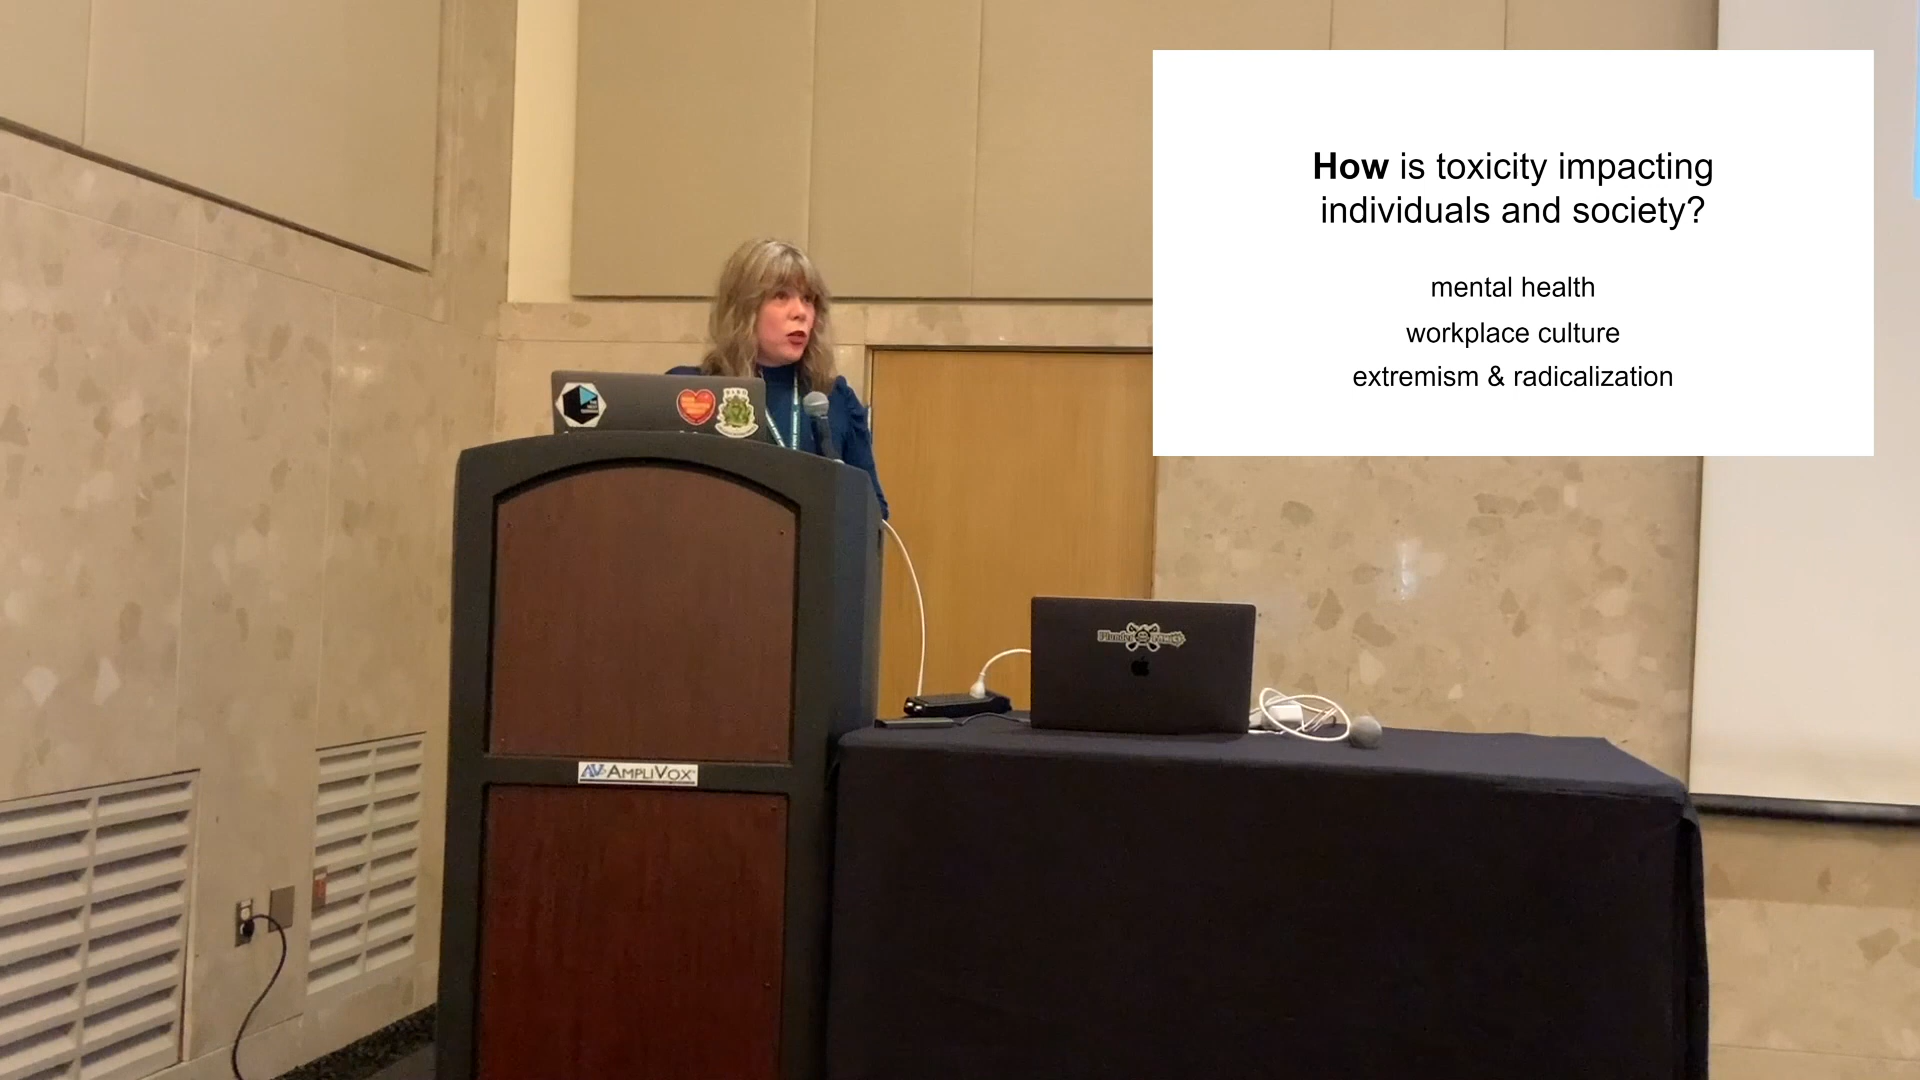 How is toxicity impacting
individuals and society?
mental health
workplace culture
extremism & radicalization
AMPLIVOX